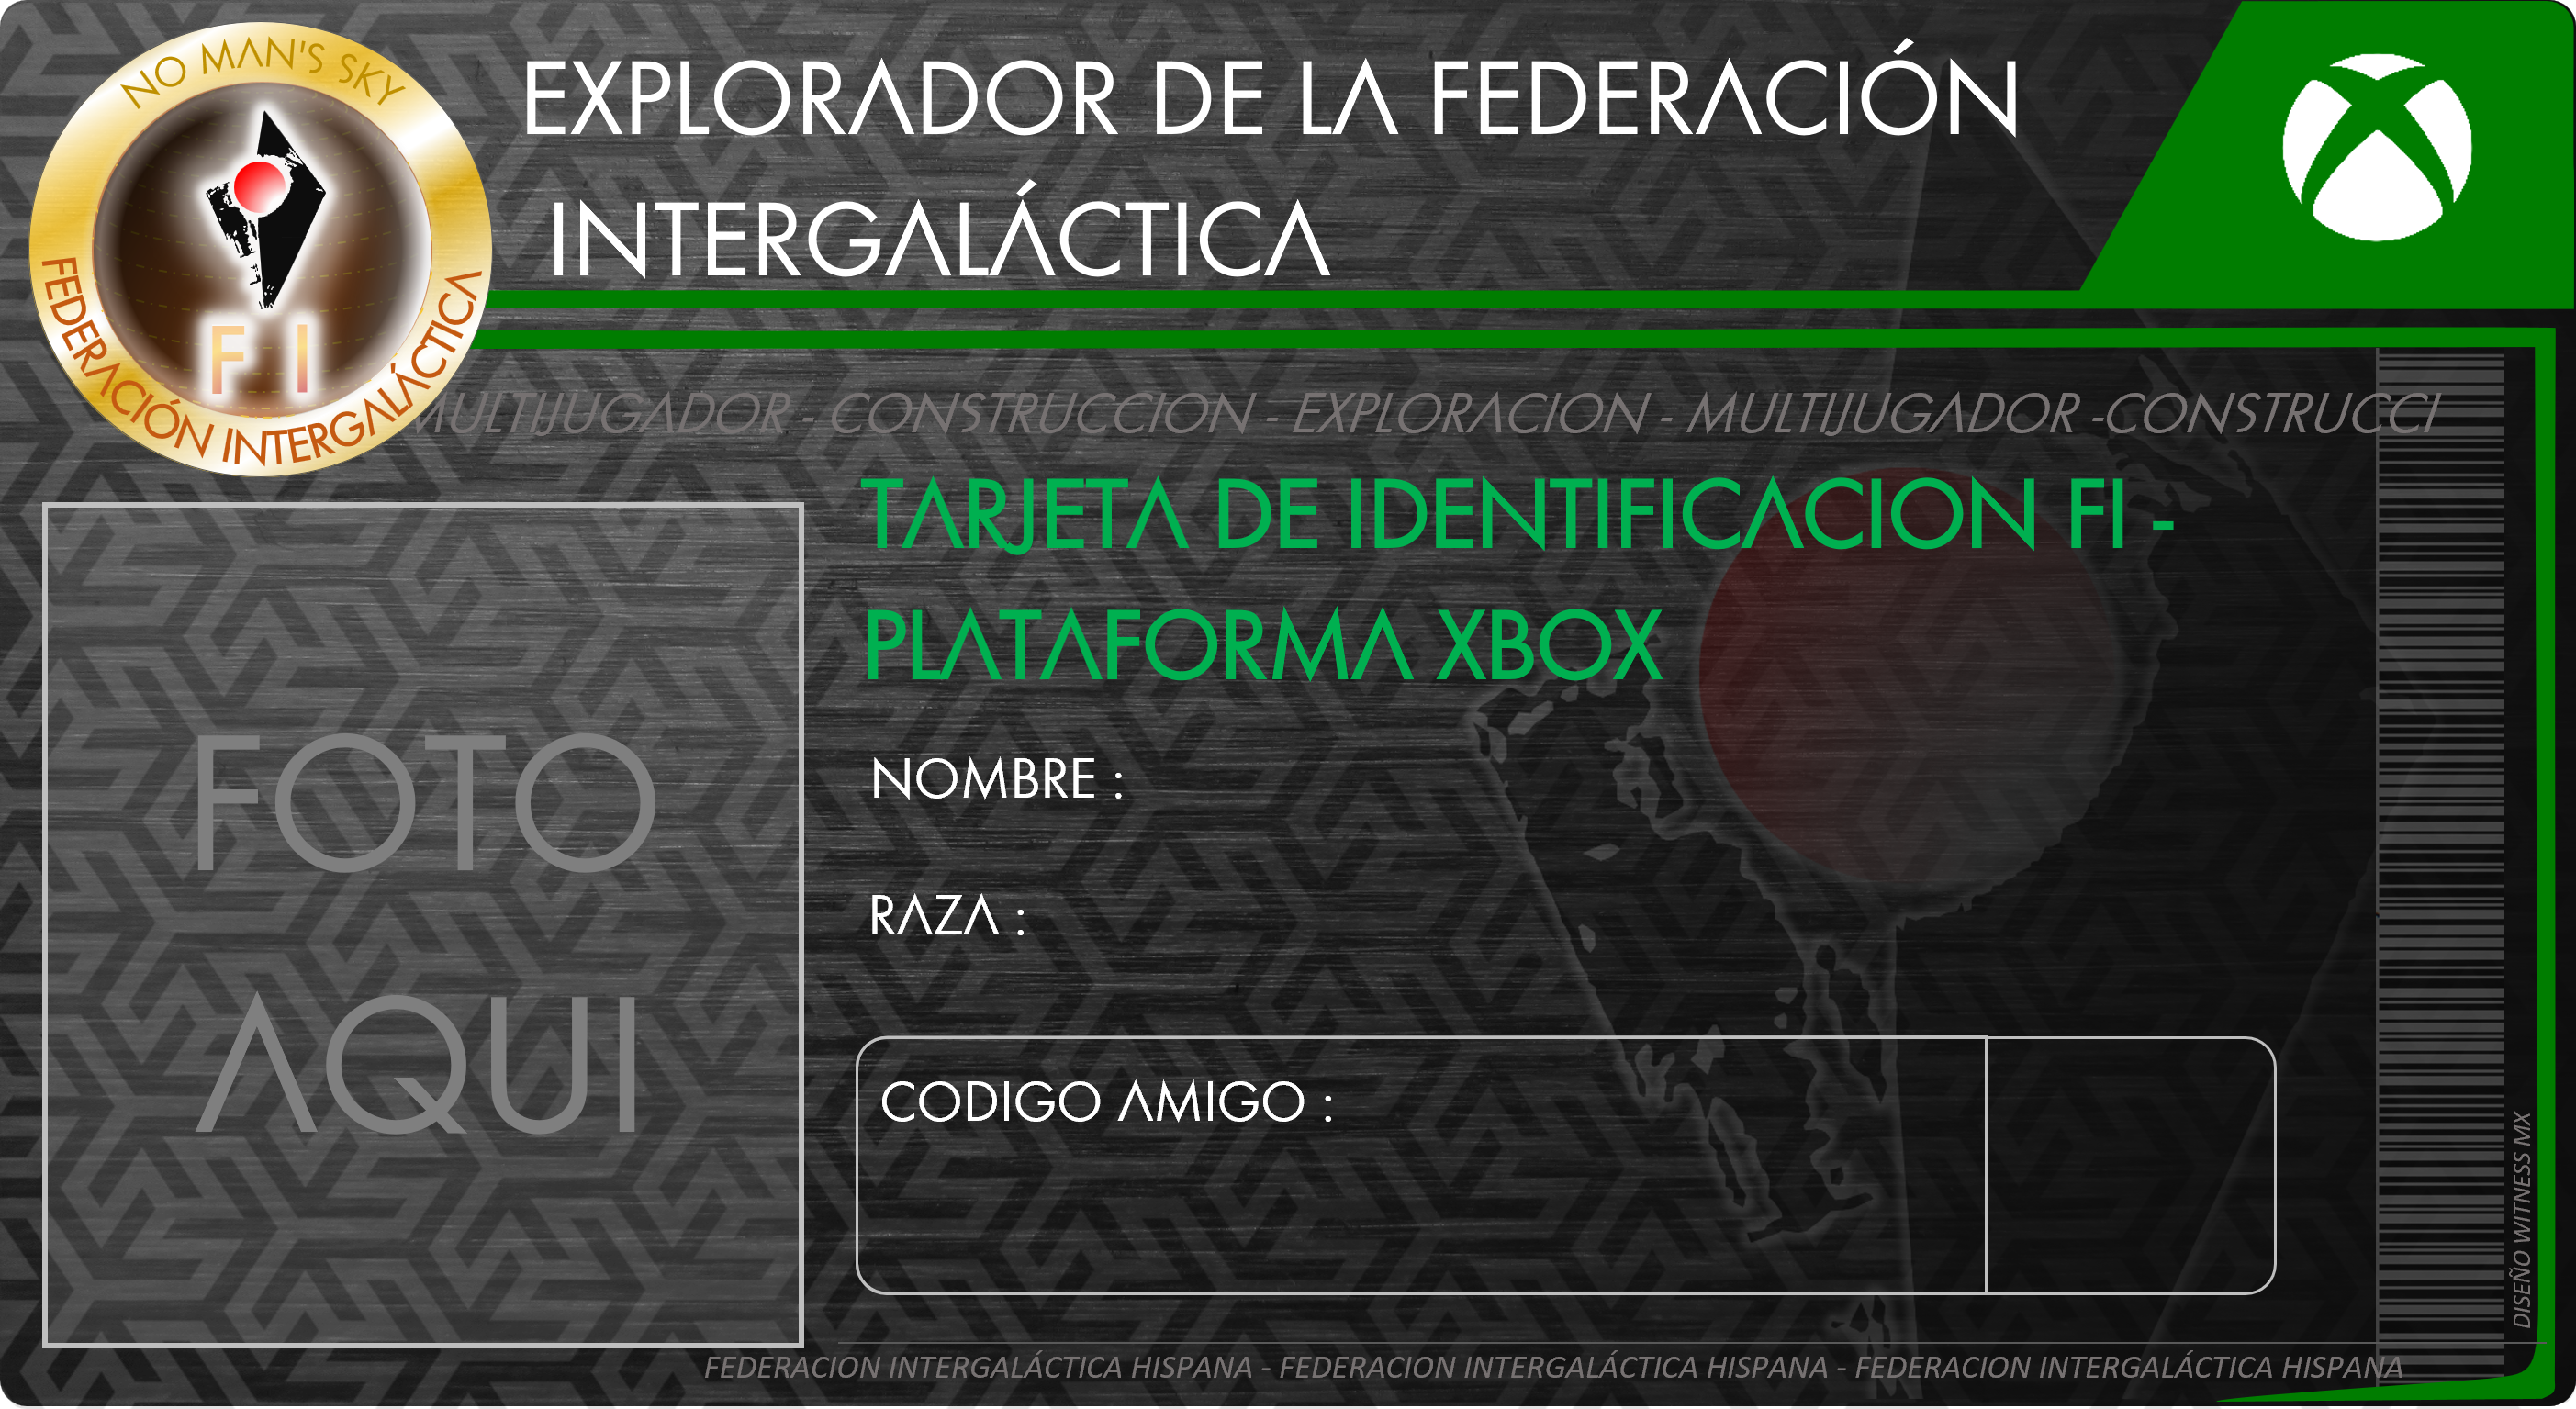 NO MAN'S SKY
FEDERACIÓN INTERGALÁCTICA
F I
EXPLORADOR DE LA FEDERACIÓN
INTERGALÁCTICA
MULTIJUGADOR - CONSTRUCCION - EXPLORACION - MULTIJUGADOR -CONSTRUCCI
TARJETA DE IDENTIFICACION FI -
PLATAFORMA XBOX
FOTO
AQUI
NOMBRE :
RAZA :
CODIGO AMIGO :
DISEÑO WITNESS MX
FEDERACION INTERGALÁCTICA HISPANA - FEDERACION INTERGALÁCTICA HISPANA - FEDERACION INTERGALÁCTICA HISPANA